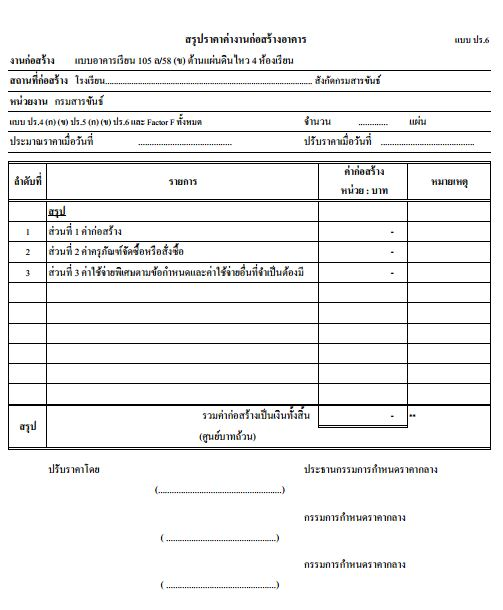 สรุปราคาค่างานก่อสร้างอาคาร แบบ ปร.6
งานก่อสร้าง แบบอาคารเรียน 105 ล/58 (ข) ต้านแผ่นดินไหว 4 ห้องเรียน
สถานที่ก่อสร้าง โรงเรียน........................................................................... สังกัดกรมสารขันธ์
หน่วยงาน กรมสารขันธ์
แบบ ปร.4 (ก) (ข) ปร.5 (ก) (ข) ปร.6 และ Factor F ทั้งหมด จำนวน ............. แผ่น
ประมาณราคาเมื่อวันที่ ......................................... ปรับราคาเมื่อวันที่ .........................................
ลำดับที่ รายการ ค่าก่อสร้าง หมายเหตุ
หน่วย : บาท
สรุป
1 ส่วนที่ 1 ค่าก่อสร้าง -
2 ส่วนที่ 2 ค่าครุภัณฑ์จัดซื้อหรือสั่งซื้อ -
3 ส่วนที่ 3 ค่าใช้จ่ายพิเศษตามข้อกำหนดและค่าใช้จ่ายอื่นที่จำเป็นต้องมี -
สรุป รวมค่าก่อสร้างเป็นเงินทั้งสิ้น - **
(ศูนย์บาทถ้วน)
ปรับราคาโดย ประธานกรรมการกำหนดราคากลาง
(......................................................)
กรรมการกำหนดราคากลาง
( ................................................)
กรรมการกำหนดราคากลาง
( ................................................)